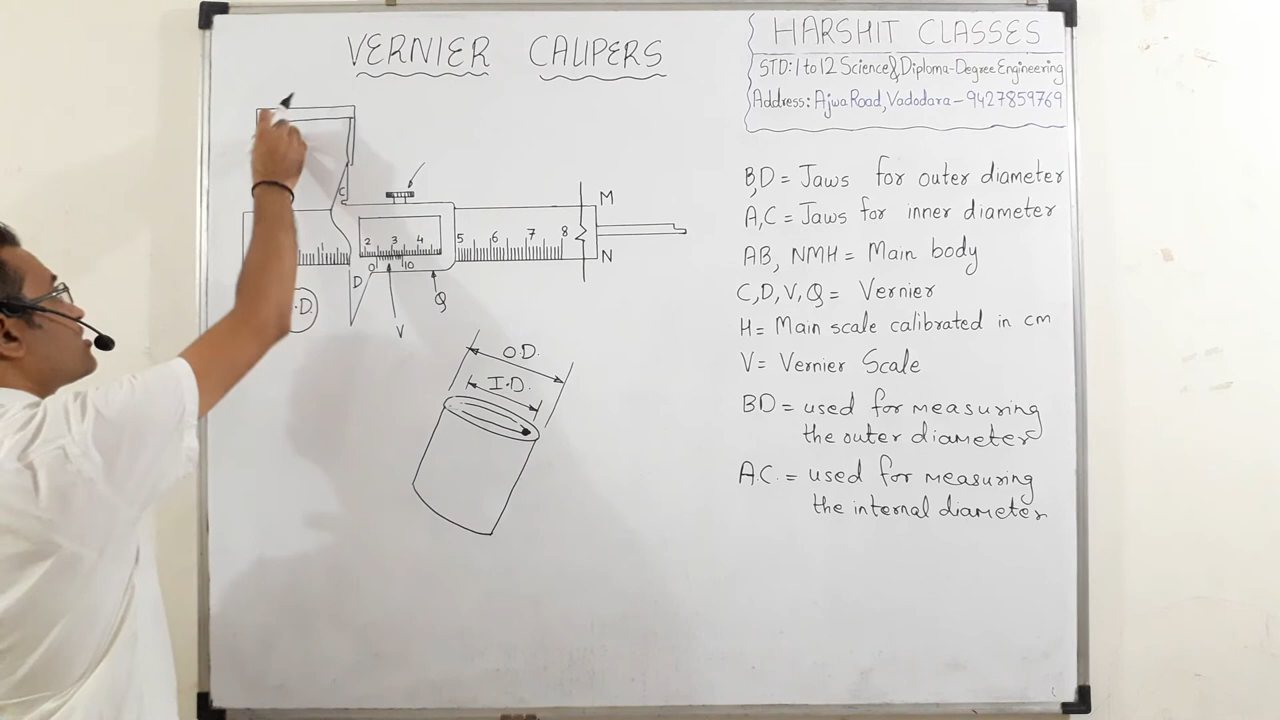 VERNIER CALIPERS
HARSHIT CLASSES
STD: 1 to 12 Science & Diploma-Degree Engineering
Address: Ajwa Road, Vadodara - 9427859769
B,D = Jaws for outer diameter
A,C = Jaws for inner diameter
AB, NMH = Main body
C,D,V,Q = Vernier
H = Main scale calibrated in cm
V = Vernier Scale
BD = used for measuring
the outer diameter
A.C. = used for measuring
the internal diameter
C
M
1 2 3 4 5 6 7 8
N
0 10
D
Q
.D.
V
O.D.
I.D.